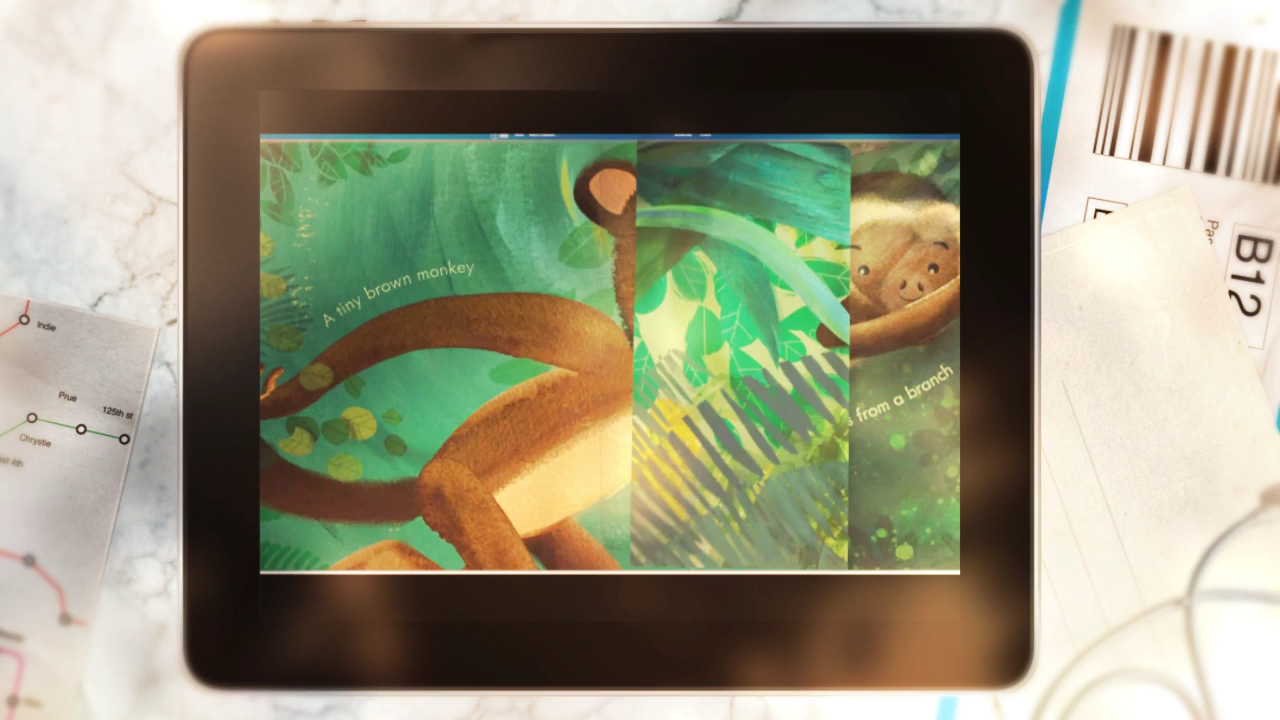 A tiny brown monkey
s from a branch
Indie
Prue
125th st
Chrystie
B12